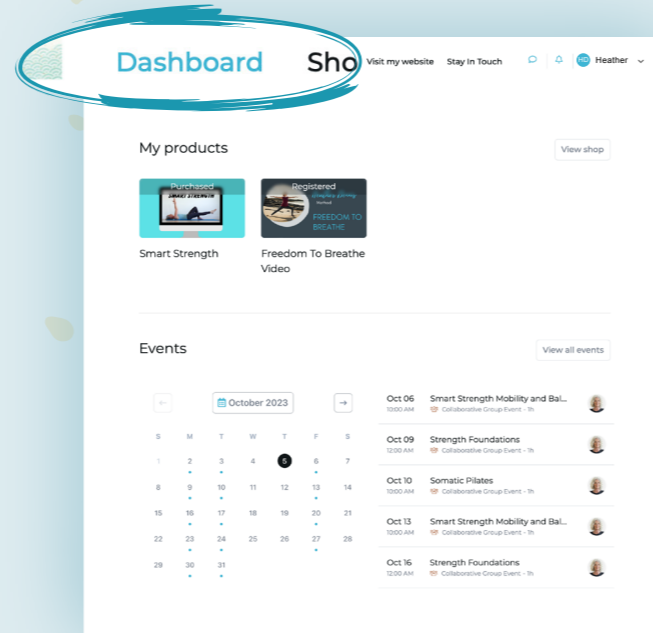 Dashboard Sho Visit my website Stay In Touch HD Heather
My products
View shop
Purchased
SMART STRENGTH
Smart Strength
Registered
FREEDOM TO
BREATHE
Freedom To Breathe
Video
Events
View all events
← October 2023 →
S M T W T F S
1 2 3 4 5 6 7
8 9 10 11 12 13 14
15 16 17 18 19 20 21
22 23 24 25 26 27 28
29 30 31
Oct 06 Smart Strength Mobility and Bal...
10:00 AM Collaborative Group Event - 1h
Oct 09 Strength Foundations
12:00 AM Collaborative Group Event - 1h
Oct 10 Somatic Pilates
10:00 AM Collaborative Group Event - 1h
Oct 13 Smart Strength Mobility and Bal...
10:00 AM Collaborative Group Event - 1h
Oct 16 Strength Foundations
12:00 AM Collaborative Group Event - 1h